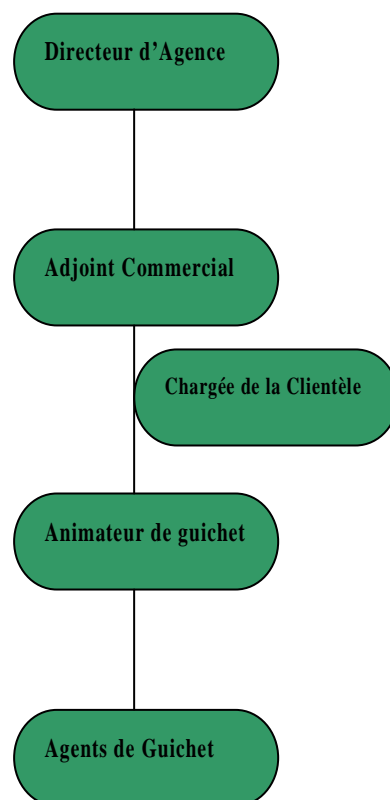 Directeur d’Agence
Adjoint Commercial
Chargée de la Clientèle
Animateur de guichet
Agents de Guichet